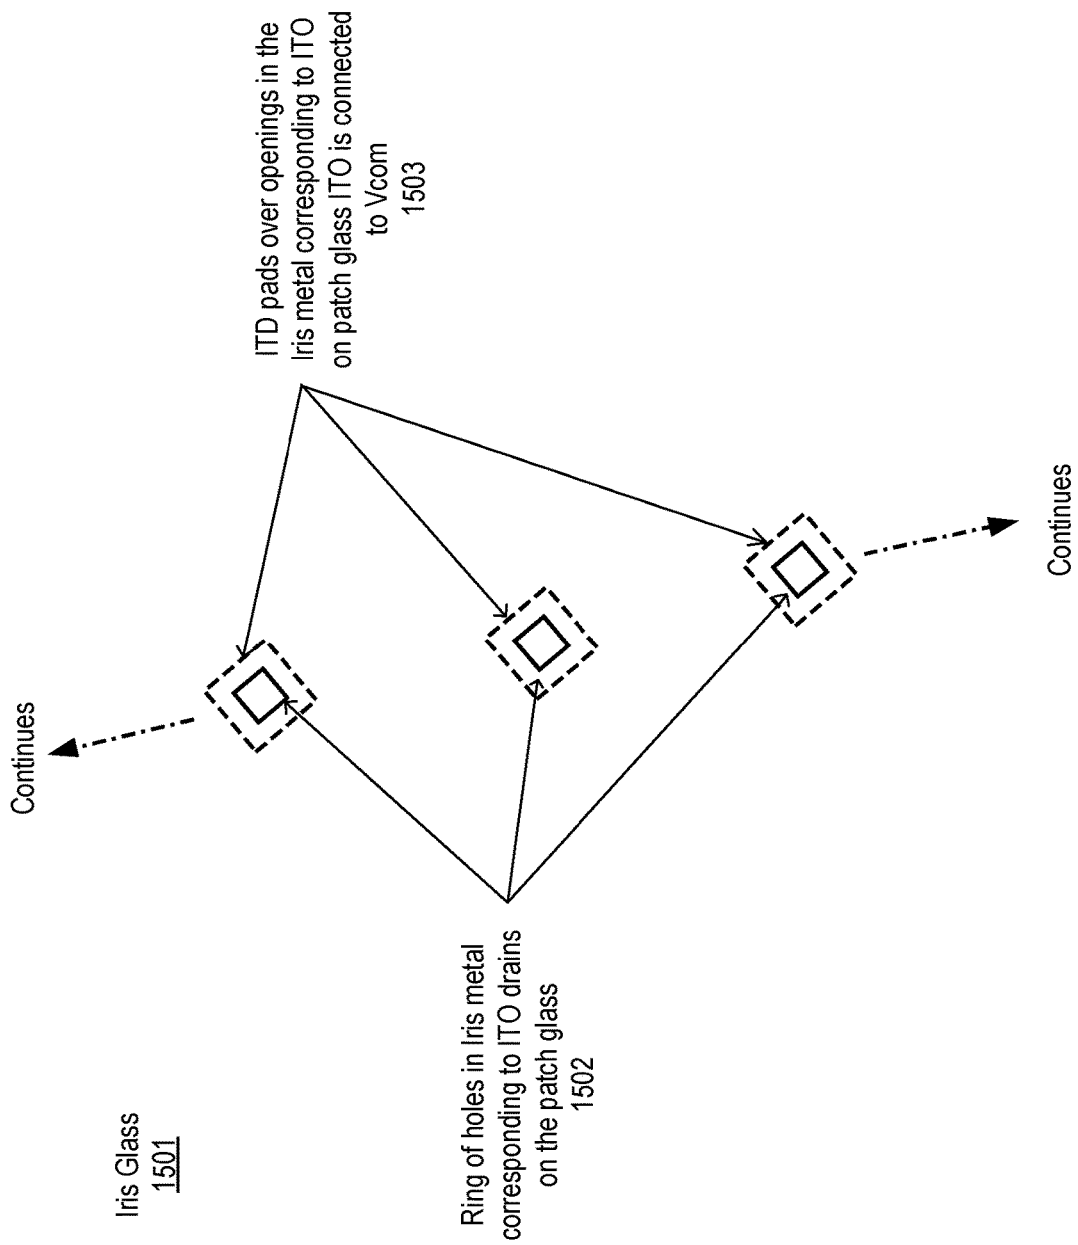 Iris Glass
1501
Ring of holes in Iris metal
corresponding to ITO drains
on the patch glass
1502
Continues
ITD pads over openings in the
Iris metal corresponding to ITO
on patch glass ITO is connected
to Vcom
1503
Continues